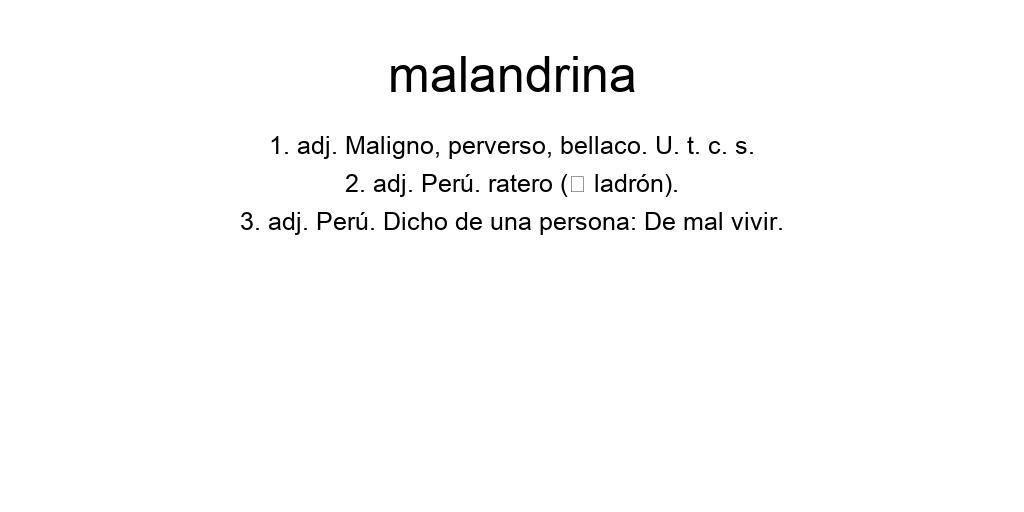 malandrina
1. adj. Maligno, perverso, bellaco. U. t. c. s.
2. adj. Perú. ratero (□ ladrón).
3. adj. Perú. Dicho de una persona: De mal vivir.